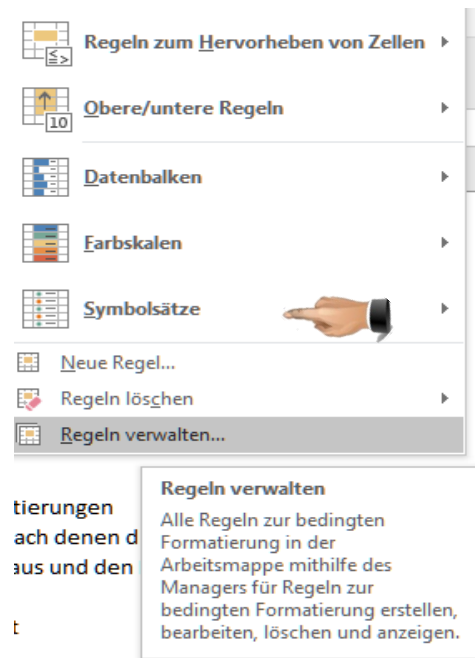 Regeln zum Hervorheben von Zellen
≤>
Obere/untere Regeln
10
Datenbalken
Farbskalen
Symbolsätze
Neue Regel...
Regeln löschen
Regeln verwalten...
Regeln verwalten
Alle Regeln zur bedingten
Formatierung in der
Arbeitsmappe mithilfe des
Managers für Regeln zur
bedingten Formatierung erstellen,
bearbeiten, löschen und anzeigen.
tierungen
ach denen d
aus und den
t